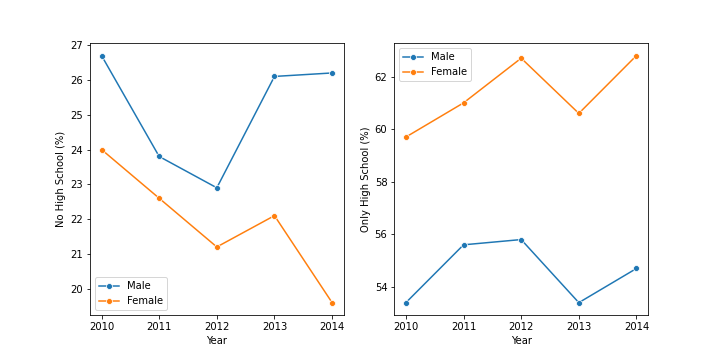 27
26
25
24
23
22
21
20
No High School (%)
Male
Female
2010
2011
2012
2013
2014
Year
Male
Female
62
60
58
56
54
Only High School (%)
2010
2011
2012
2013
2014
Year